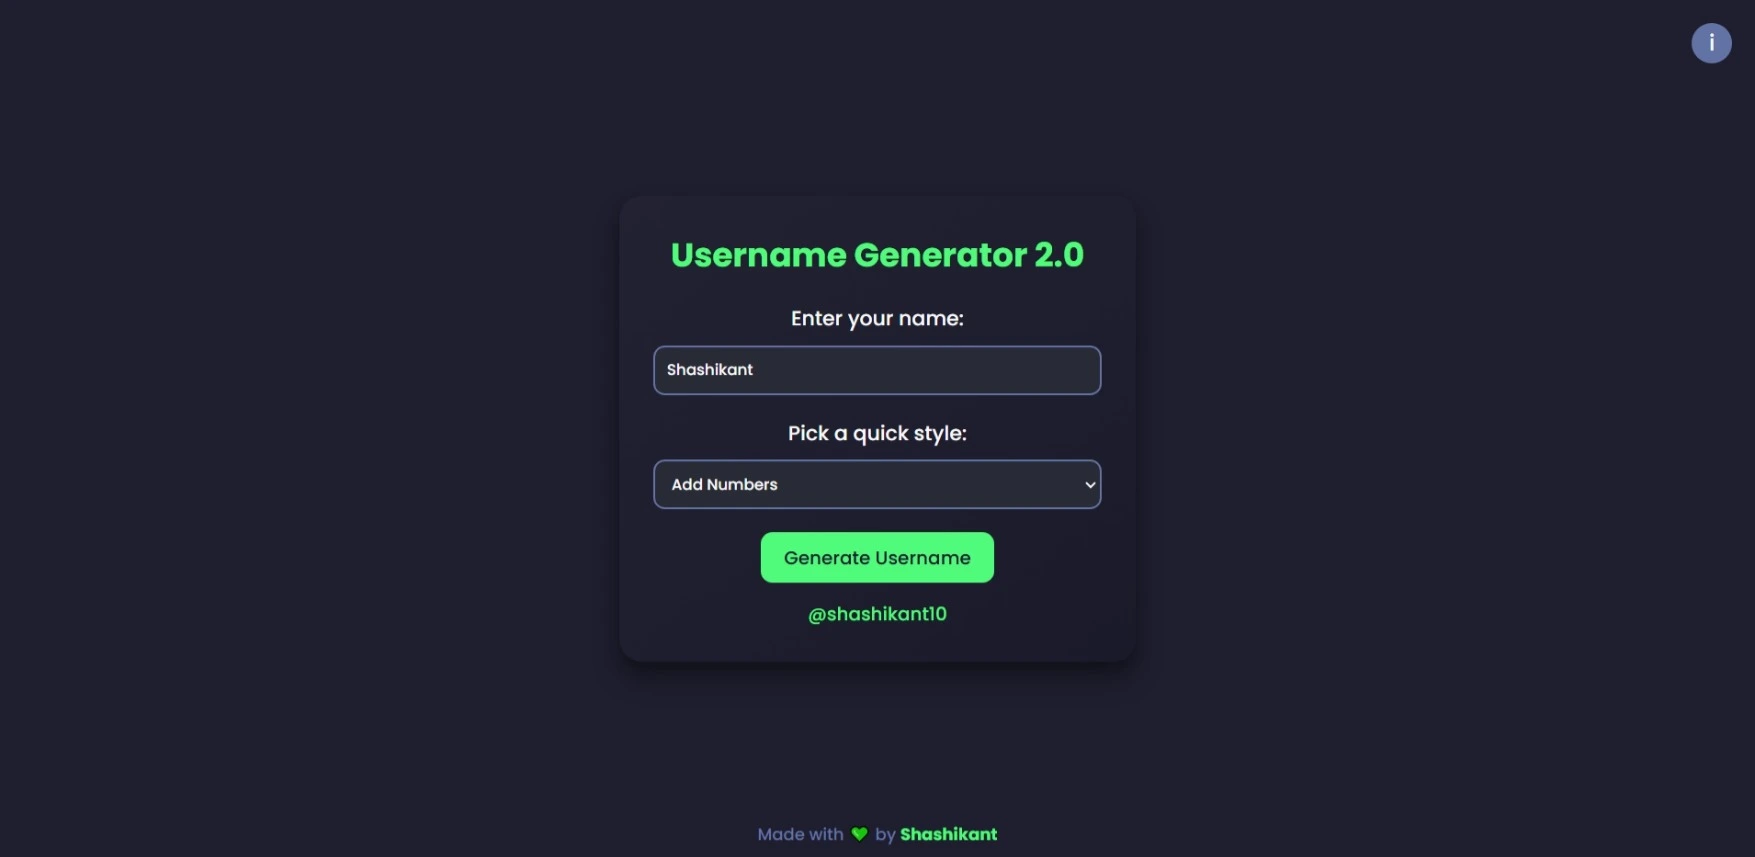 i
Username Generator 2.0
Enter your name:
Shashikant
Pick a quick style:
Add Numbers
Generate Username
@shashikant10
Made with 💚 by Shashikant